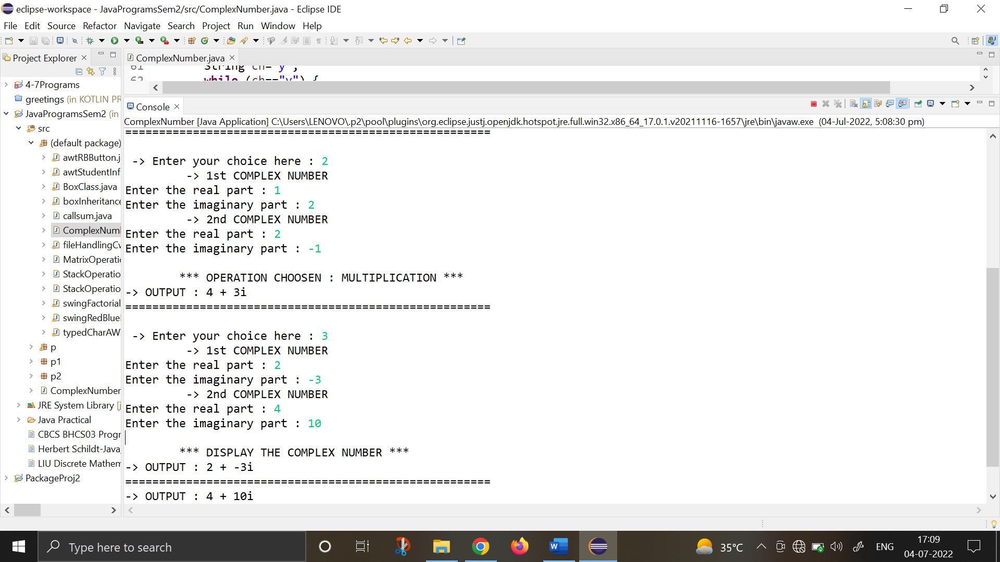 eclipse-workspace - JavaProgramsSem2/src/ComplexNumber.java - Eclipse IDE
File Edit Source Refactor Navigate Search Project Run Window Help
Project Explorer
4-7Programs
greetings (in KOTLIN PR
JavaProgramsSem2 (in
src
(default package)
awtRBButton.j
awtStudentInf
BoxClass.java
boxInheritance
callsum.java
ComplexNuml
fileHandlingCw
MatrixOperatic
StackOperatio
StackOperatio
swingFactorial
swingRedBlue
typedCharAW
p
p1
p2
ComplexNumber
JRE System Library [j
Java Practical
CBCS BHCS03 Progr
Herbert Schildt-Java
LIU Discrete Mathem
PackageProj2
ComplexNumber.java
61 String ch="y";
62 while (ch=="y") {
Console
ComplexNumber [Java Application] C:\Users\LENOVO\.p2\pool\plugins\org.eclipse.justj.openjdk.hotspot.jre.full.win32.x86_64_17.0.1.v20211116-1657\jre\bin\javaw.exe (04-Jul-2022, 5:08:30 pm)
======================================================
-> Enter your choice here : 2
-> 1st COMPLEX NUMBER
Enter the real part : 1
Enter the imaginary part : 2
-> 2nd COMPLEX NUMBER
Enter the real part : 2
Enter the imaginary part : -1
*** OPERATION CHOOSEN : MULTIPLICATION ***
-> OUTPUT : 4 + 3i
======================================================
-> Enter your choice here : 3
-> 1st COMPLEX NUMBER
Enter the real part : 2
Enter the imaginary part : -3
-> 2nd COMPLEX NUMBER
Enter the real part : 4
Enter the imaginary part : 10
*** DISPLAY THE COMPLEX NUMBER ***
-> OUTPUT : 2 + -3i
======================================================
-> OUTPUT : 4 + 10i
Type here to search
35°C
ENG
17:09
04-07-2022